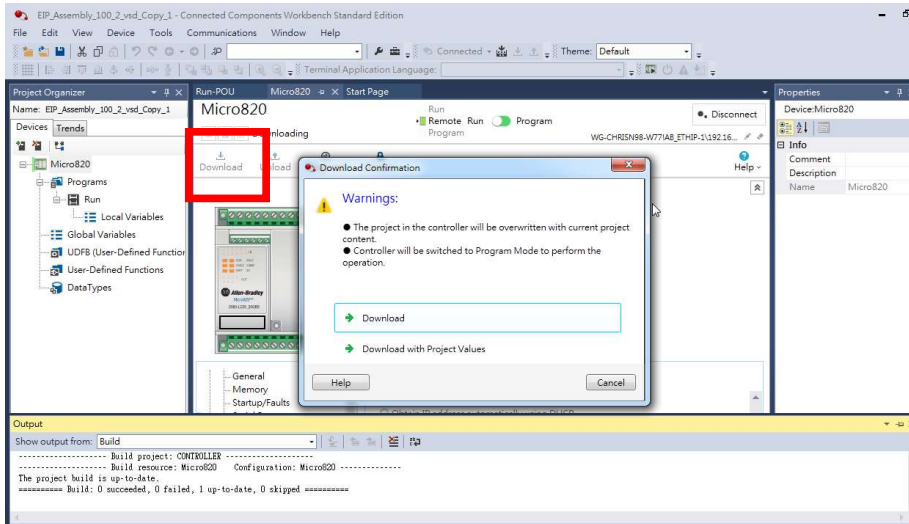 EIP_Assembly_100_2_vsd_Copy_1 - Connected Components Workbench Standard Edition
File Edit View Device Tools Communications Window Help
Connected
Theme: Default
Terminal Application Language:
Project Organizer
Name: EIP_Assembly_100_2_vsd_Copy_1
Devices Trends
Micro820
Programs
Run
Local Variables
Global Variables
UDFB (User-Defined Function
User-Defined Functions
DataTypes
Run-POU Micro820 Start Page
Micro820
Run
Remote Run Program
Program
Disconnect
WG-CHRISN98-W77\AB_ETHIP-1\192.16...
Download
Help
Download Confirmation
Warnings:
● The project in the controller will be overwritten with current project
content.
● Controller will be switched to Program Mode to perform the
operation.
Download
Download with Project Values
Help Cancel
Allen-Bradley
General
Memory
Startup/Faults
Properties
Device:Micro820
Info
Comment
Description
Name Micro820
Output
Show output from: Build
-------------------- Build project: CONTROLLER --------------------
-------------------- Build resource: Micro820 Configuration: Micro820 --------------
The project build is up-to-date.
========== Build: 0 succeeded, 0 failed, 1 up-to-date, 0 skipped ==========